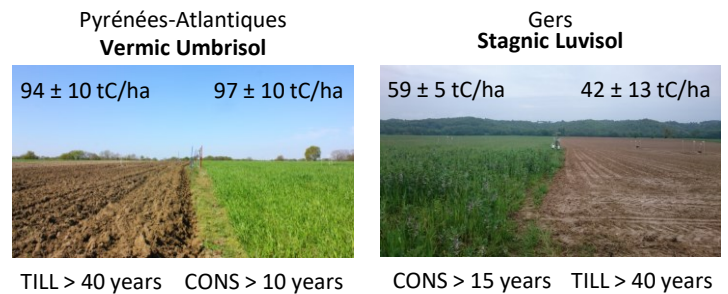 Pyrénées-Atlantiques
Vermic Umbrisol
94 ± 10 tC/ha 97 ± 10 tC/ha
TILL > 40 years CONS > 10 years
Gers
Stagnic Luvisol
59 ± 5 tC/ha 42 ± 13 tC/ha
CONS > 15 years TILL > 40 years